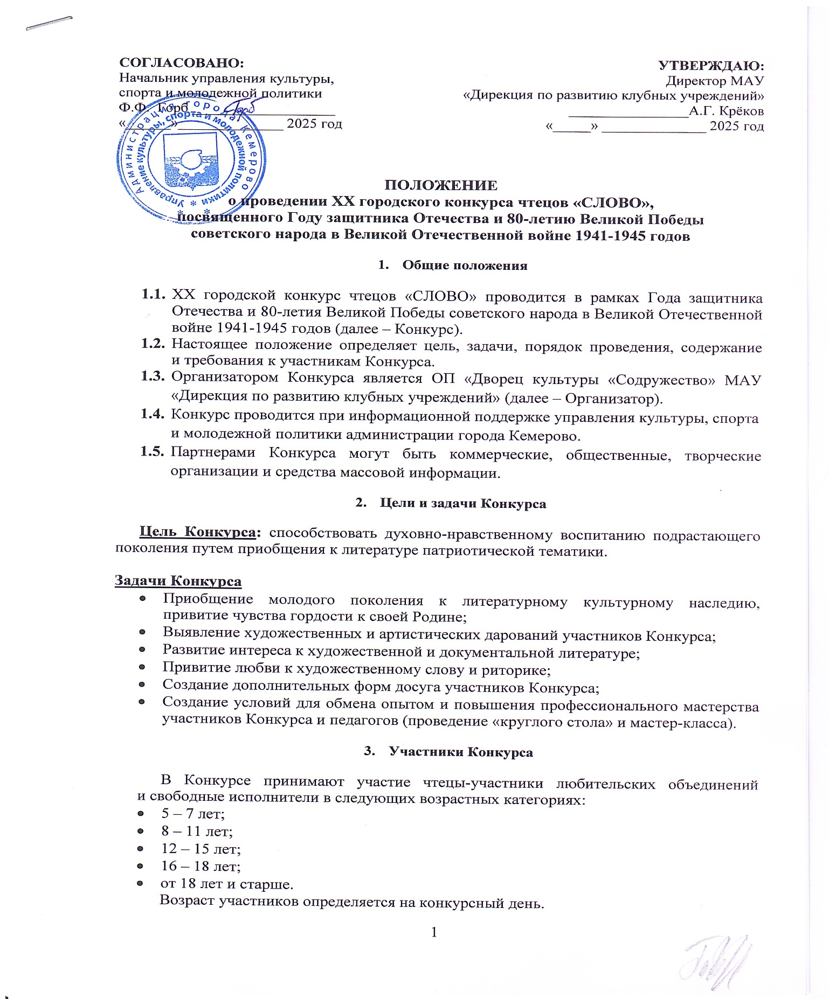 СОГЛАСОВАНО:
Начальник управления культуры,
спорта и молодежной политики
Ф.Ф. Горб ____________________
«______»______________ 2025 год
УТВЕРЖДАЮ:
Директор МАУ
«Дирекция по развитию клубных учреждений»
________________А.Г. Крёков
«_____» ______________ 2025 год
Администрация города Кемерово
Управление культуры, спорта и молодежной политики
ПОЛОЖЕНИЕ
о проведении XX городского конкурса чтецов «СЛОВО»,
посвященного Году защитника Отечества и 80-летию Великой Победы
советского народа в Великой Отечественной войне 1941-1945 годов
1. Общие положения
1.1. XX городской конкурс чтецов «СЛОВО» проводится в рамках Года защитника
Отечества и 80-летия Великой Победы советского народа в Великой Отечественной
войне 1941-1945 годов (далее – Конкурс).
1.2. Настоящее положение определяет цель, задачи, порядок проведения, содержание
и требования к участникам Конкурса.
1.3. Организатором Конкурса является ОП «Дворец культуры «Содружество» МАУ
«Дирекция по развитию клубных учреждений» (далее – Организатор).
1.4. Конкурс проводится при информационной поддержке управления культуры, спорта
и молодежной политики администрации города Кемерово.
1.5. Партнерами Конкурса могут быть коммерческие, общественные, творческие
организации и средства массовой информации.
2. Цели и задачи Конкурса
Цель Конкурса: способствовать духовно-нравственному воспитанию подрастающего
поколения путем приобщения к литературе патриотической тематики.
Задачи Конкурса
• Приобщение молодого поколения к литературному культурному наследию,
привитие чувства гордости к своей Родине;
• Выявление художественных и артистических дарований участников Конкурса;
• Развитие интереса к художественной и документальной литературе;
• Привитие любви к художественному слову и риторике;
• Создание дополнительных форм досуга участников Конкурса;
• Создание условий для обмена опытом и повышения профессионального мастерства
участников Конкурса и педагогов (проведение «круглого стола» и мастер-класса).
3. Участники Конкурса
В Конкурсе принимают участие чтецы-участники любительских объединений
и свободные исполнители в следующих возрастных категориях:
• 5 – 7 лет;
• 8 – 11 лет;
• 12 – 15 лет;
• 16 – 18 лет;
• от 18 лет и старше.
Возраст участников определяется на конкурсный день.
1